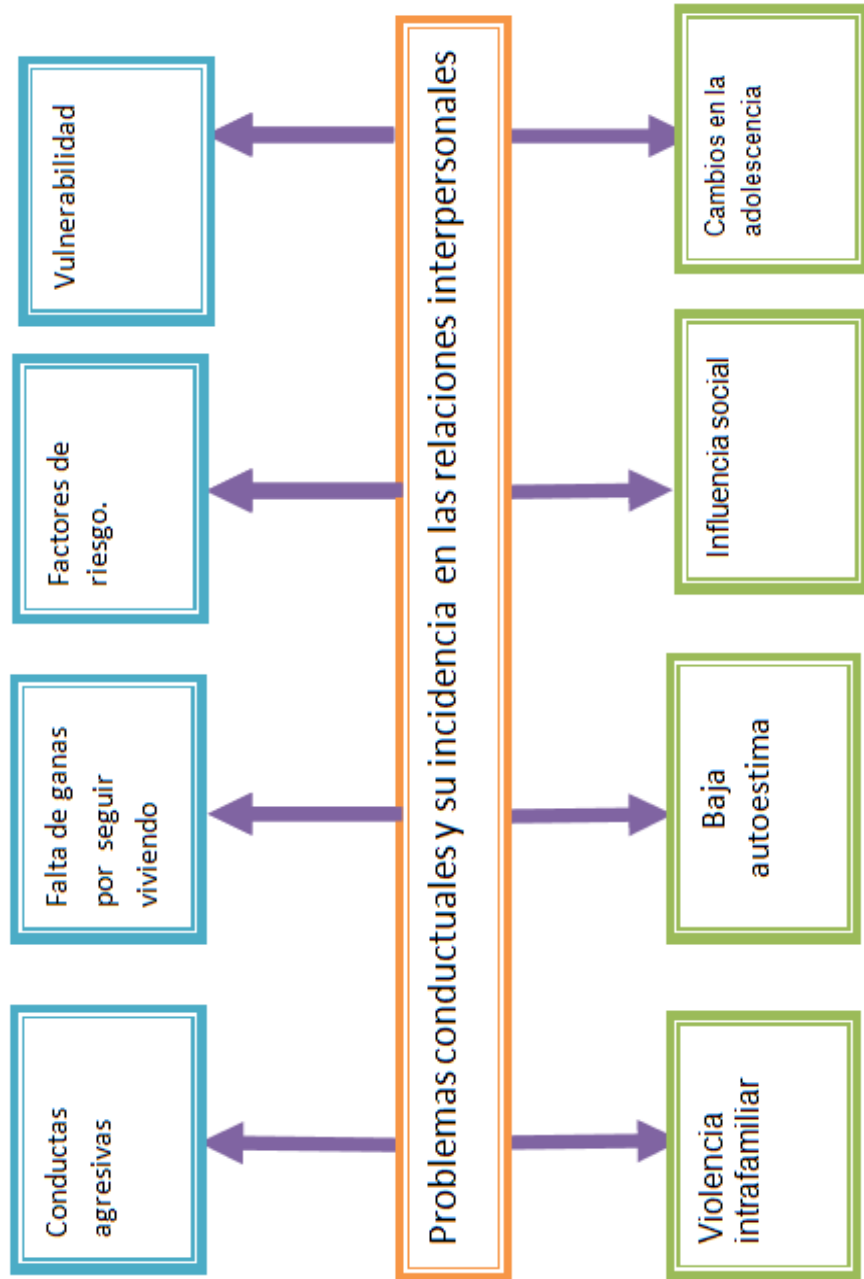 Conductas
agresivas
Falta de ganas
por seguir
viviendo
Factores de
riesgo.
Vulnerabilidad
Problemas conductuales y su incidencia en las relaciones interpersonales
Violencia
intrafamiliar
Baja
autoestima
Influencia social
Cambios en la
adolescencia